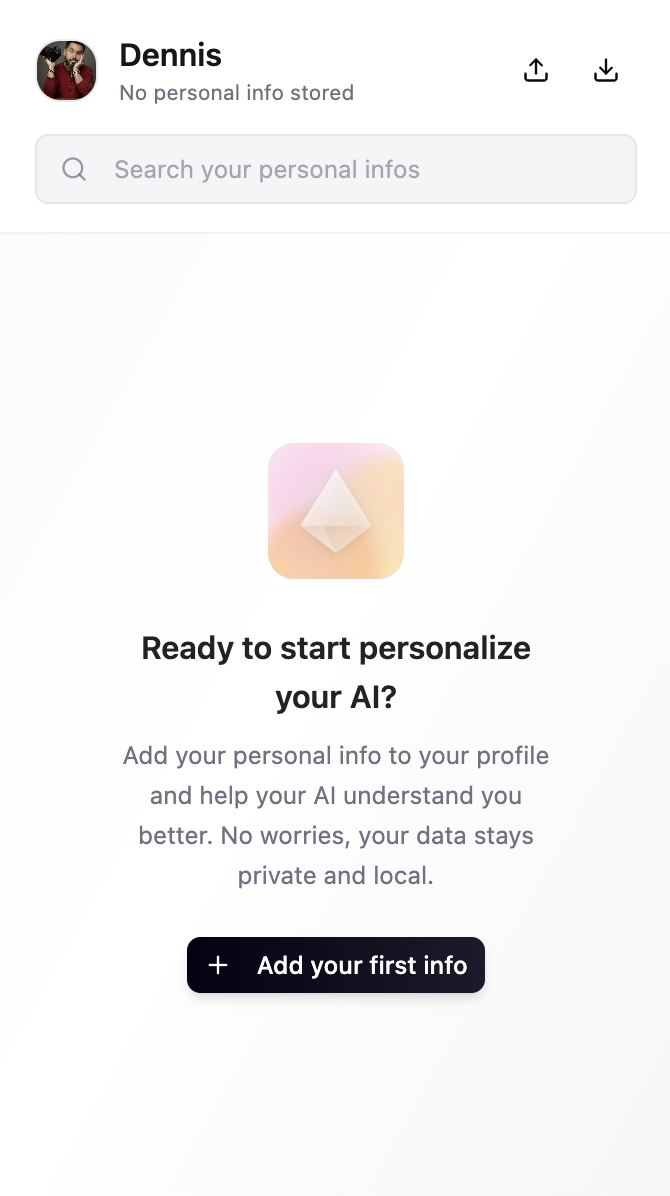 Dennis
No personal info stored
Search your personal infos
Ready to start personalize
your AI?
Add your personal info to your profile
and help your AI understand you
better. No worries, your data stays
private and local.
Add your first info